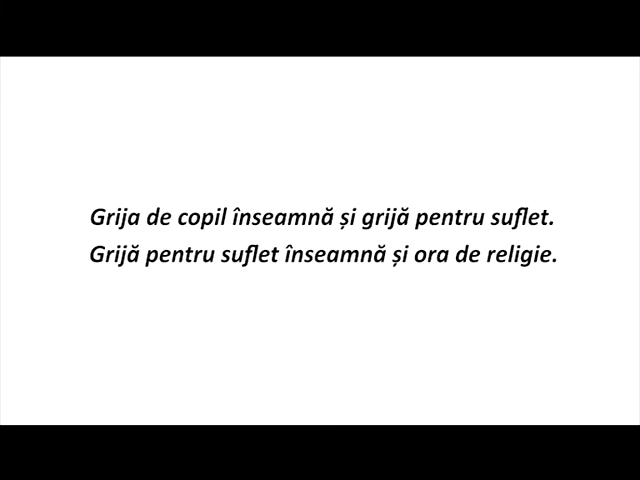 Grija de copil înseamnă și grijă pentru suflet.
Grijă pentru suflet înseamnă și ora de religie.